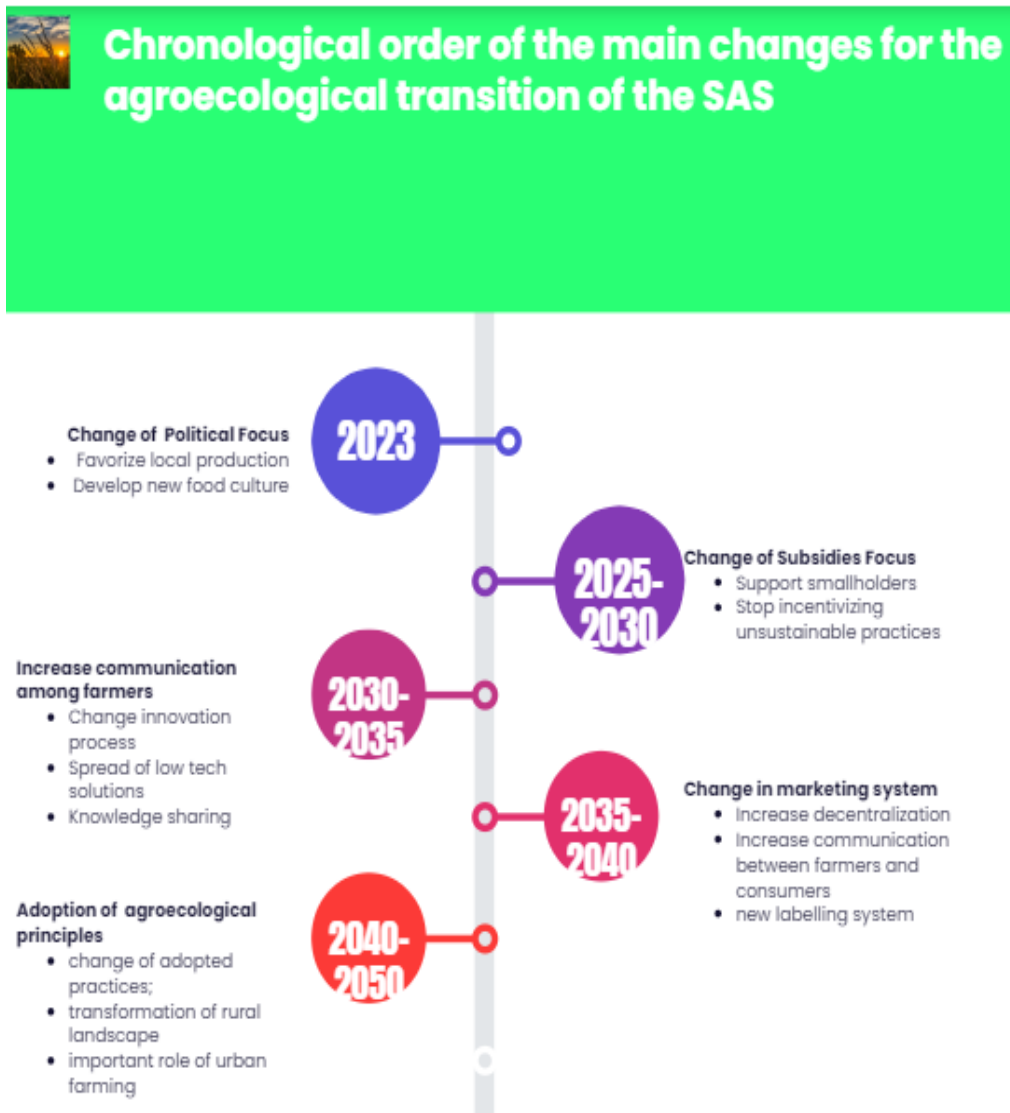 Chronological order of the main changes for the
agroecological transition of the SAS
2023
Change of Political Focus
• Favorize local production
• Develop new food culture
2025-
2030
Change of Subsidies Focus
• Support smallholders
• Stop incentivizing
unsustainable practices
2030-
2035
Increase communication
among farmers
• Change innovation
process
• Spread of low tech
solutions
• Knowledge sharing
2035-
2040
Change in marketing system
• Increase decentralization
• Increase communication
between farmers and
consumers
• new labelling system
2040-
2050
Adoption of agroecological
principles
• change of adopted
practices;
• transformation of rural
landscape
• important role of urban
farming